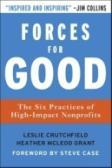 "INSPIRED AND INSPIRING" –JIM COLLINS
FORCES
FOR
GOOD
The Six Practices of
High-Impact Nonprofits
LESLIE CRUTCHFIELD
HEATHER MCLEOD GRANT
FOREWORD BY STEVE CASE